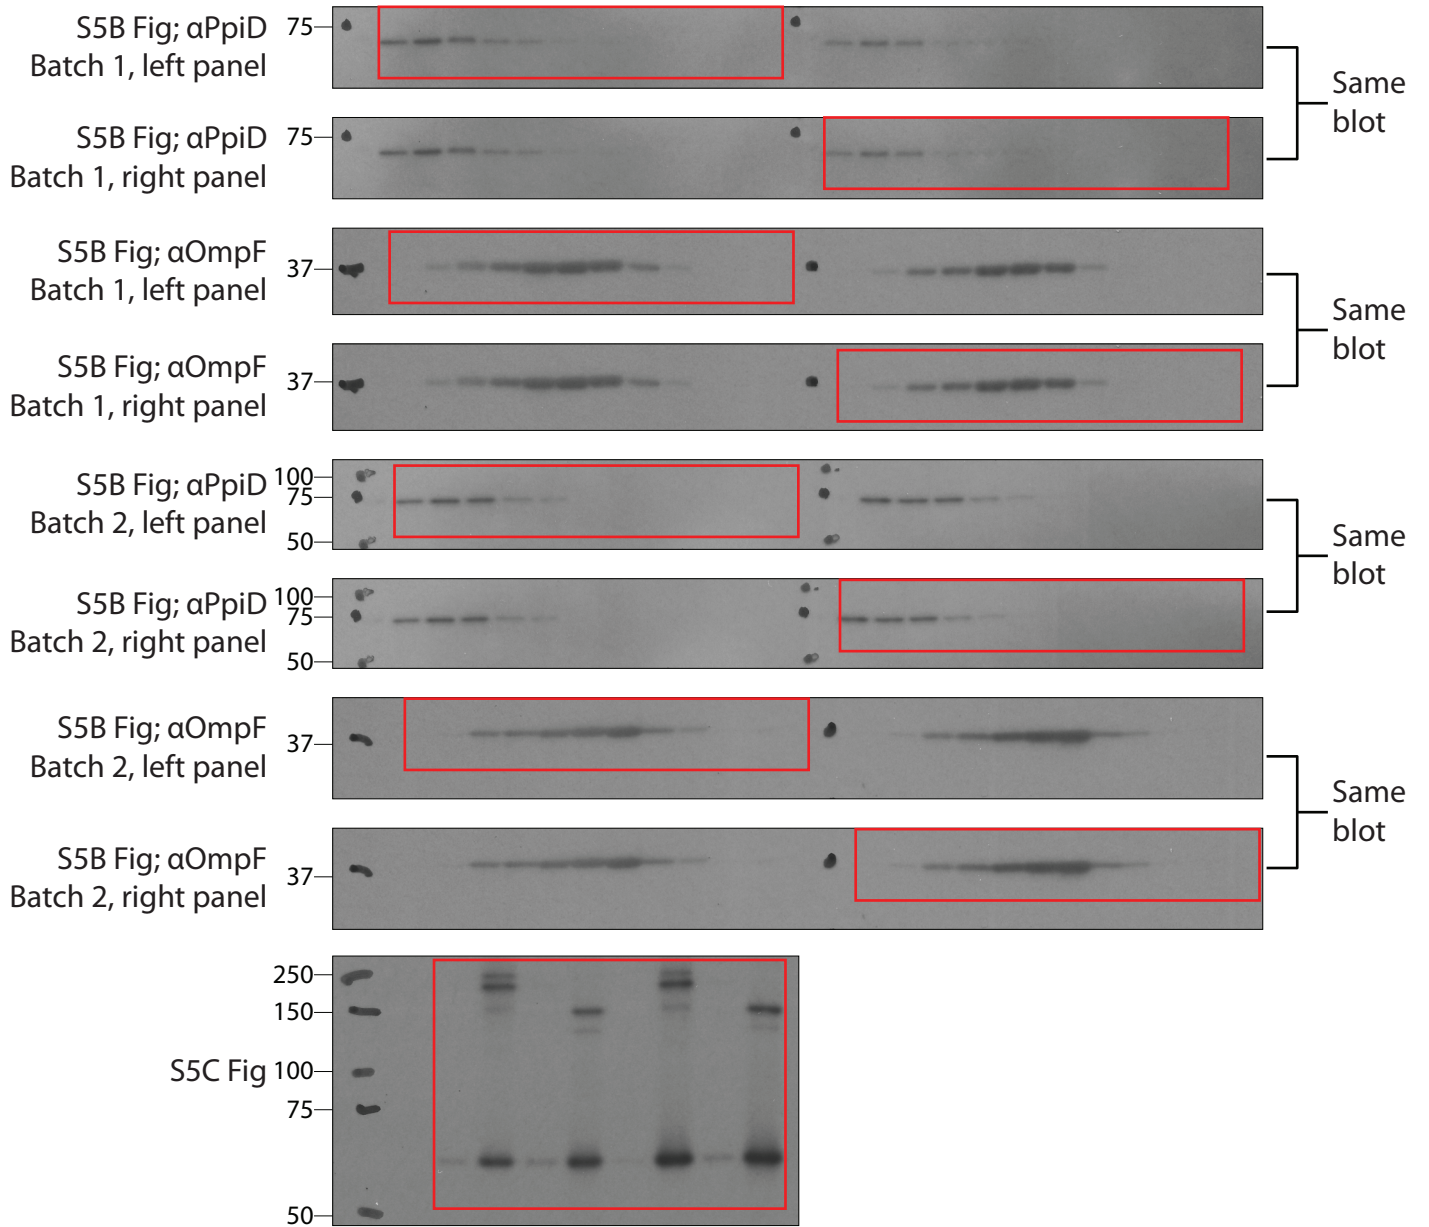 S5B Fig; αPpiD
Batch 1, left panel
75
Same
blot
S5B Fig; αPpiD
Batch 1, right panel
75
S5B Fig; αOmpF
Batch 1, left panel
37
Same
blot
S5B Fig; αOmpF
Batch 1, right panel
37
S5B Fig; αPpiD
Batch 2, left panel
100
75
50
Same
blot
S5B Fig; αPpiD
Batch 2, right panel
100
75
50
S5B Fig; αOmpF
Batch 2, left panel
37
Same
blot
S5B Fig; αOmpF
Batch 2, right panel
37
S5C Fig
250
150
100
75
50